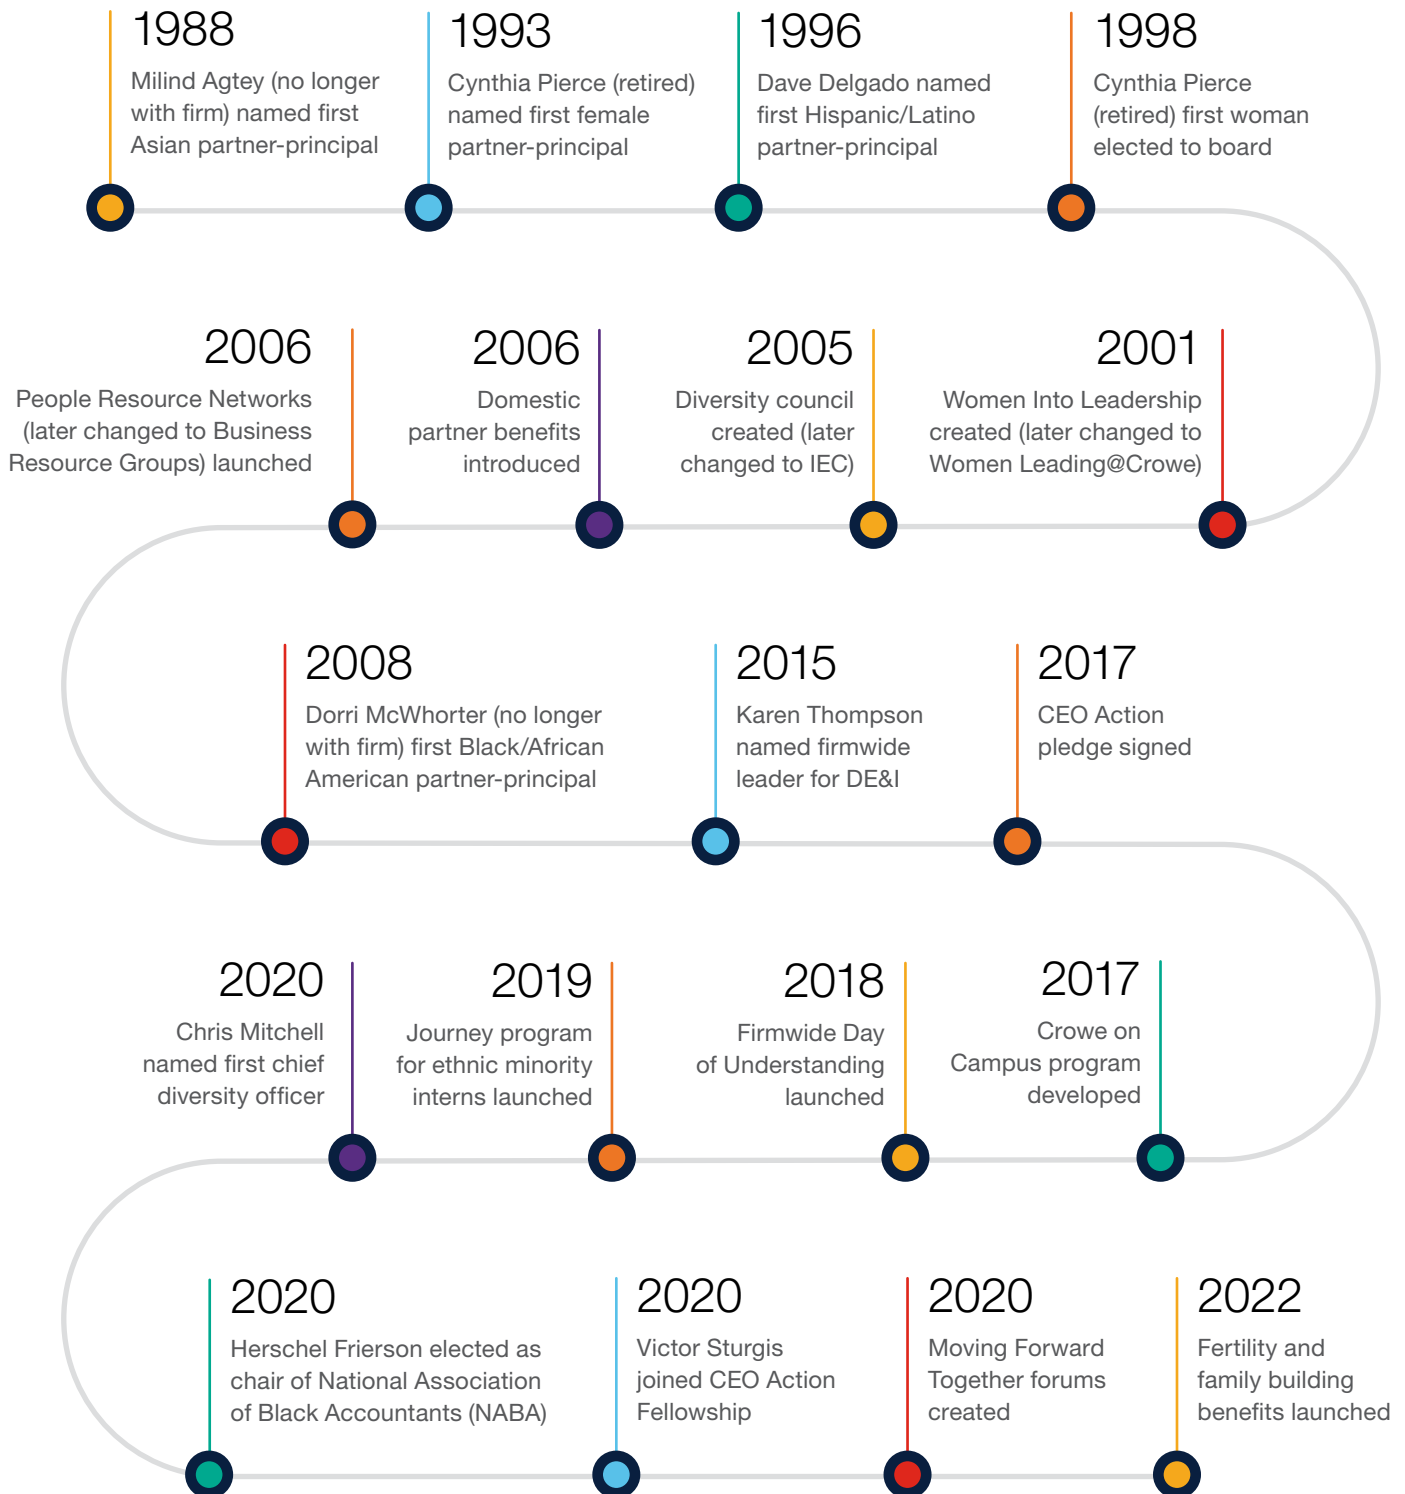 1988
Milind Agtey (no longer
with firm) named first
Asian partner-principal
1993
Cynthia Pierce (retired)
named first female
partner-principal
1996
Dave Delgado named
first Hispanic/Latino
partner-principal
1998
Cynthia Pierce
(retired) first woman
elected to board
2001
Women Into Leadership
created (later changed to
Women Leading@Crowe)
2005
Diversity council
created (later
changed to IEC)
2006
Domestic
partner benefits
introduced
2006
People Resource Networks
(later changed to Business
Resource Groups) launched
2008
Dorri McWhorter (no longer
with firm) first Black/African
American partner-principal
2015
Karen Thompson
named firmwide
leader for DE&I
2017
CEO Action
pledge signed
2017
Crowe on
Campus program
developed
2018
Firmwide Day
of Understanding
launched
2019
Journey program
for ethnic minority
interns launched
2020
Chris Mitchell
named first chief
diversity officer
2020
Herschel Frierson elected as
chair of National Association
of Black Accountants (NABA)
2020
Victor Sturgis
joined CEO Action
Fellowship
2020
Moving Forward
Together forums
created
2022
Fertility and
family building
benefits launched